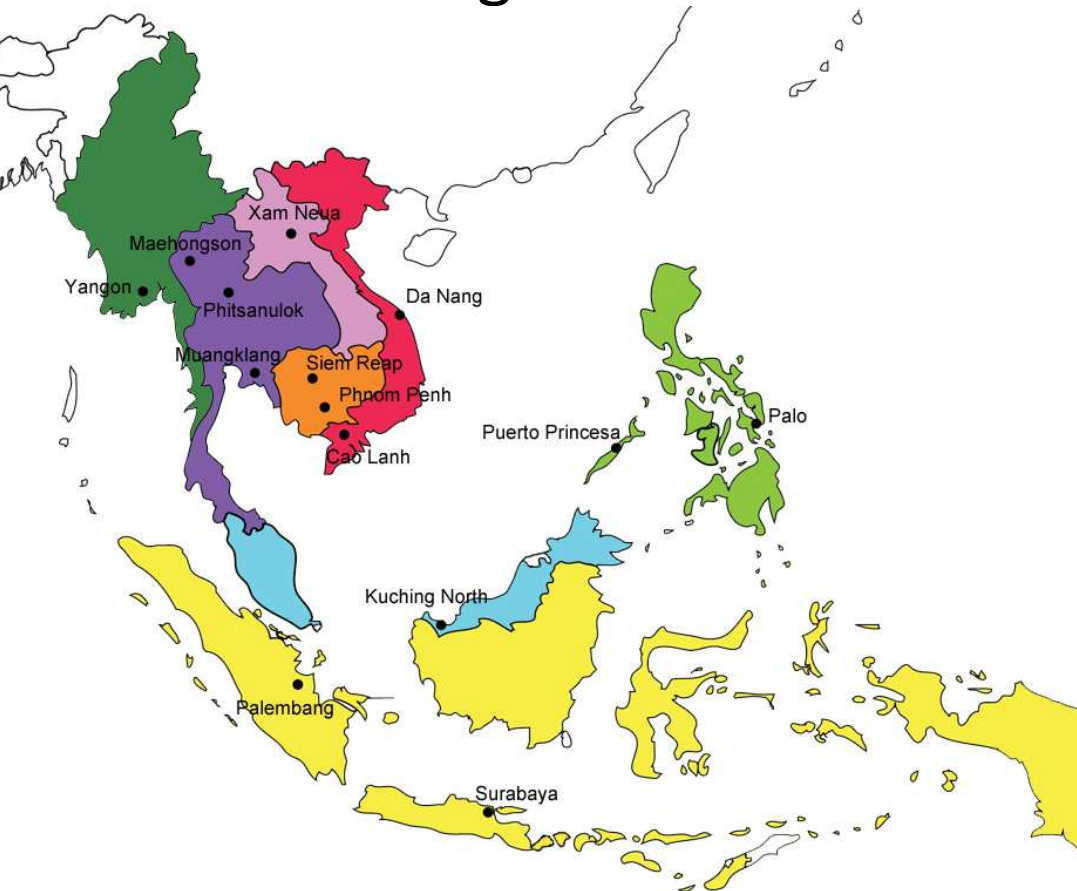 Xam Neua
Maehongson
Yangon
Phitsanulok
Da Nang
Muangklang
Siem Reap
Phnom Penh
Palo
Puerto Princesa
Cao Lanh
Kuching North
Palembang
Surabaya